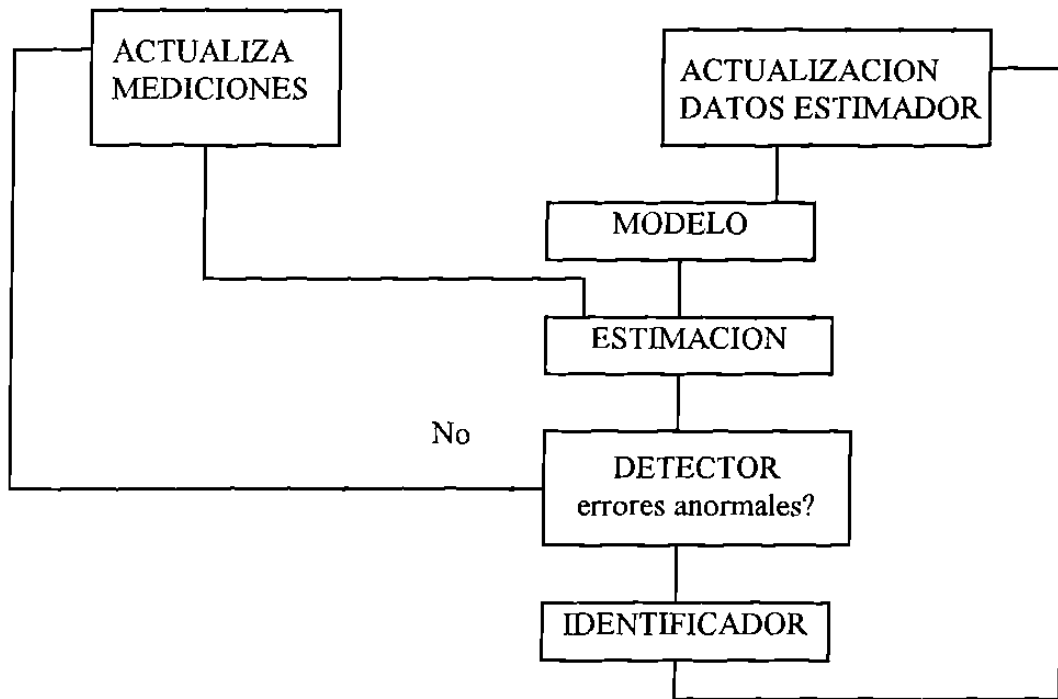 ACTUALIZA
MEDICIONES
ACTUALIZACION
DATOS ESTIMADOR
MODELO
ESTIMACION
No
DETECTOR
errores anormales?
IDENTIFICADOR